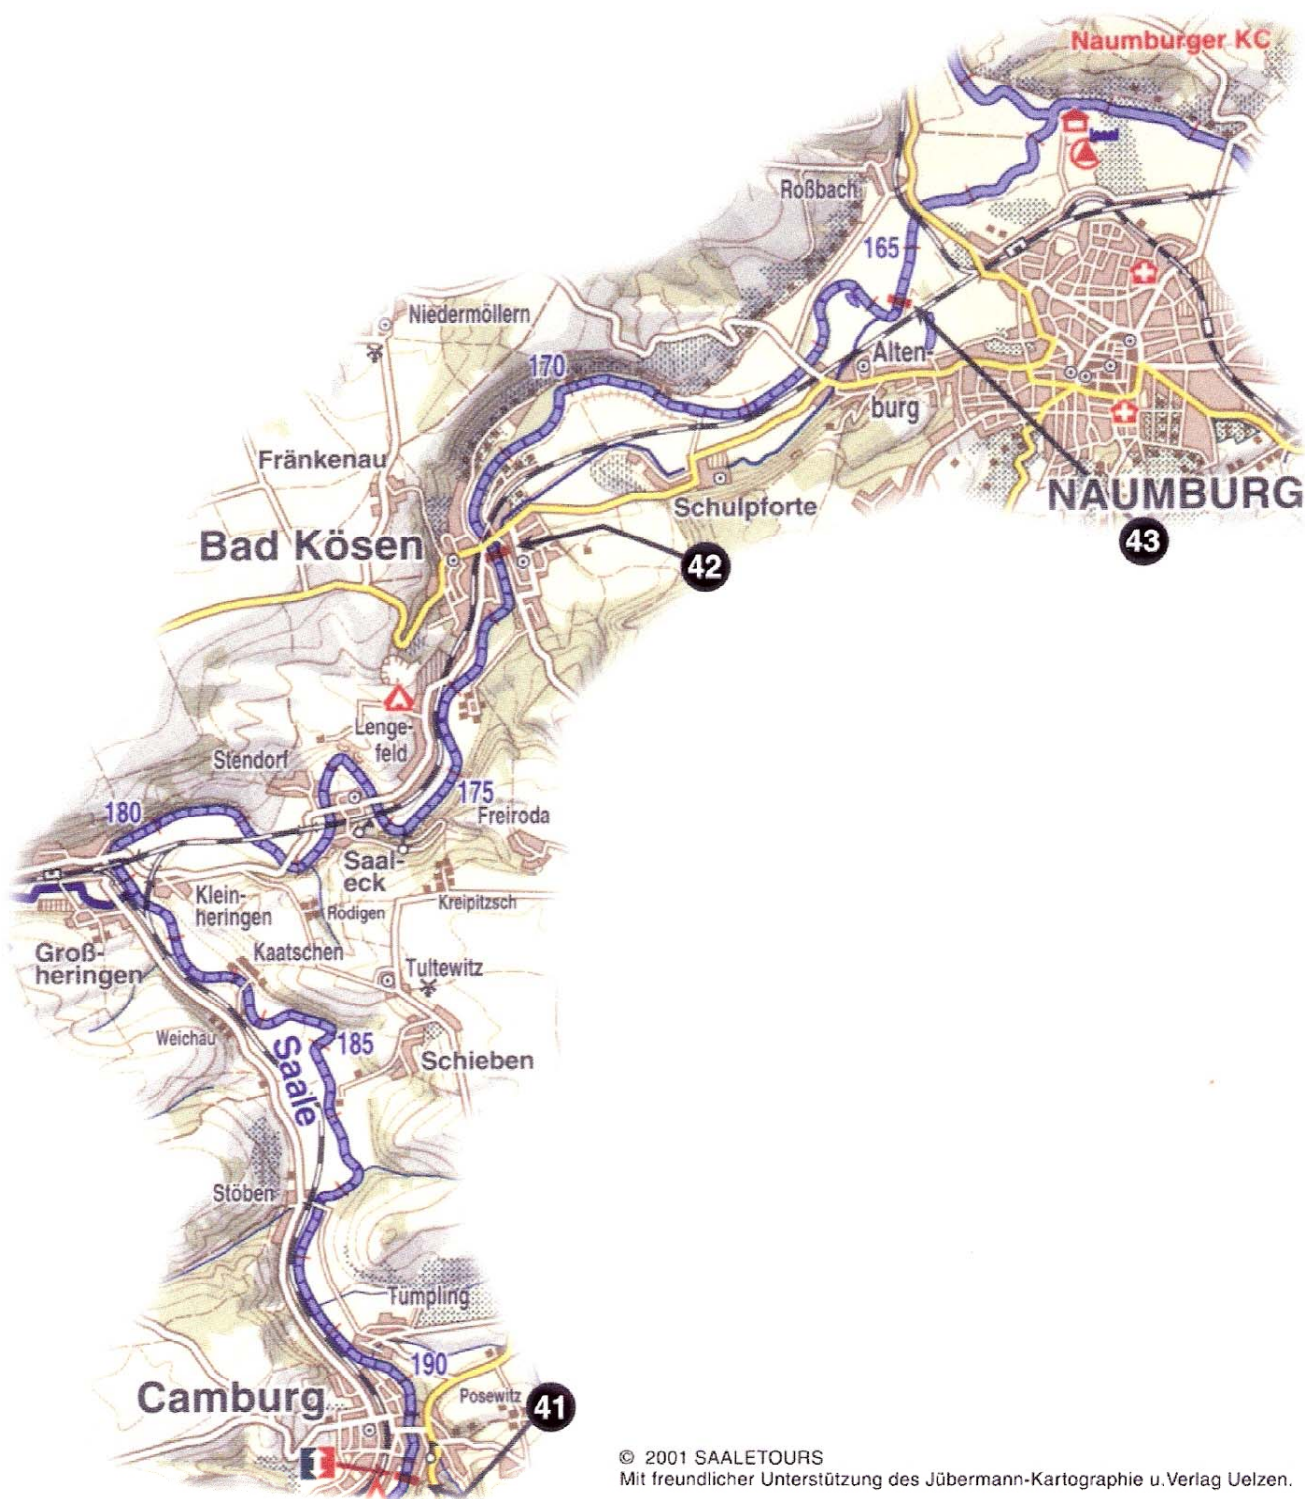 Naumburger KC
Roßbach
165
Niedermöllern
170
Alten-
burg
Fränkenau
Schulpforte
NAUMBURG
Bad Kösen
42
43
Lenge-
feld
Stendorf
175
180
Freiroda
Saal-
eck
Klein-
heringen
Rödigen
Kreipitzsch
Groß-
heringen
Kaatschen
Tultewitz
Weichau
185
Saale
Schieben
Stöben
Tümpling
190
Camburg
Posewitz
41
© 2001 SAALETOURS
Mit freundlicher Unterstützung des Jübermann-Kartographie u.Verlag Uelzen.